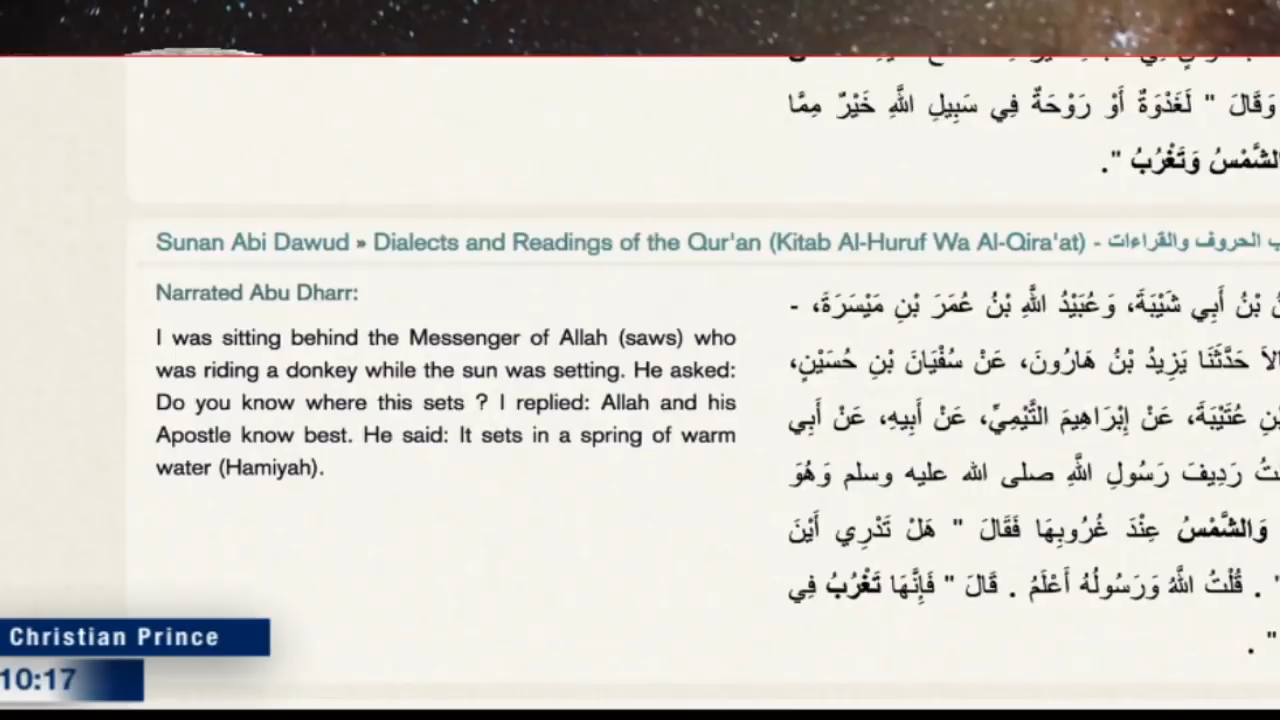 وَقَالَ " لَغَدْوَةٌ أَوْ رَوْحَةٌ فِي سَبِيلِ اللَّهِ خَيْرٌ مِمَّا
الشَّمْسُ وَتَغْرُبُ ".
Sunan Abi Dawud » Dialects and Readings of the Qur'an (Kitab Al-Huruf Wa Al-Qira'at) - الحروف والقراءات
Narrated Abu Dharr:
I was sitting behind the Messenger of Allah (saws) who
was riding a donkey while the sun was setting. He asked:
Do you know where this sets ? I replied: Allah and his
Apostle know best. He said: It sets in a spring of warm
water (Hamiyah).
بْنُ أَبِي شَيْبَةَ، وَعُبَيْدُ اللَّهِ بْنُ عُمَرَ بْنِ مَيْسَرَةَ، -
حَدَّثَنَا يَزِيدُ بْنُ هَارُونَ، عَنْ سُفْيَانَ بْنِ حُسَيْنٍ،
عُتَيْبَةَ، عَنْ إِبْرَاهِيمَ التَّيْمِيِّ، عَنْ أَبِيهِ، عَنْ أَبِي
رَدِيفَ رَسُولِ اللَّهِ صلى الله عليه وسلم وَهُوَ
وَالشَّمْسُ عِنْدَ غُرُوبِهَا فَقَالَ " هَلْ تَدْرِي أَيْنَ
" . قُلْتُ اللَّهُ وَرَسُولُهُ أَعْلَمُ . قَالَ " فَإِنَّهَا تَغْرُبُ فِي
" .
Christian Prince
10:17